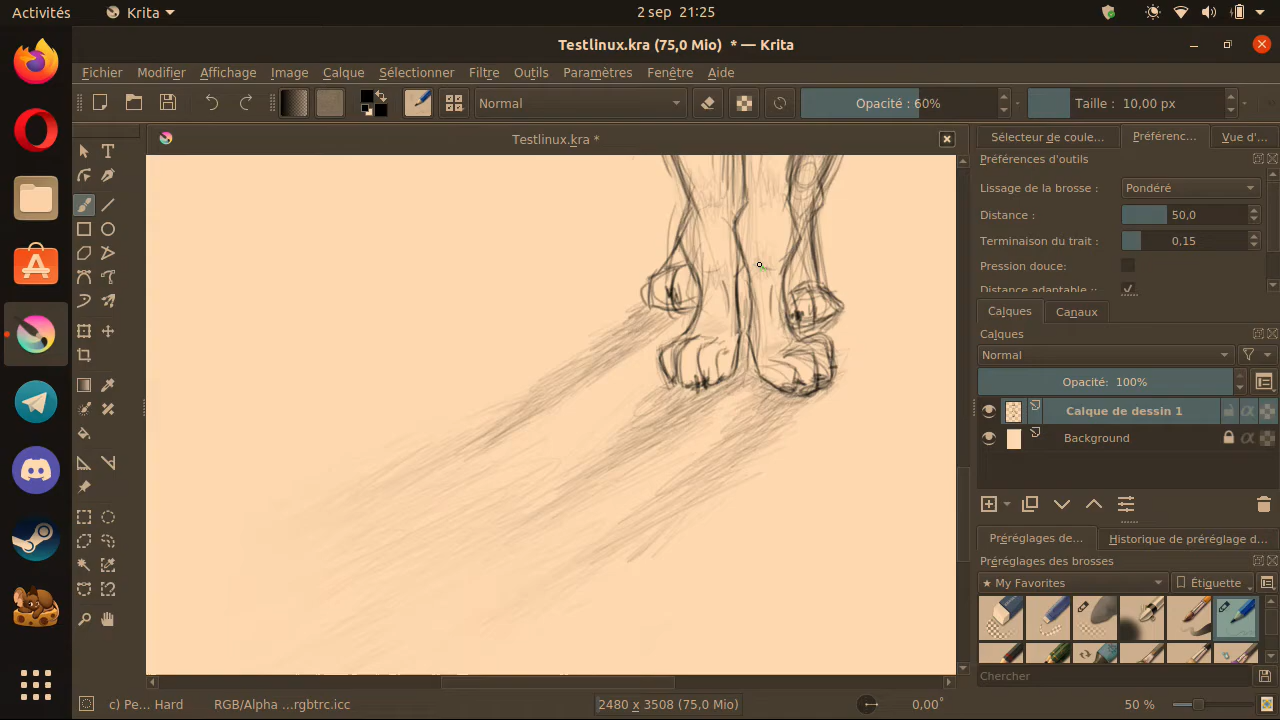 Activités
Krita
2 sep 21:25
Testlinux.kra (75,0 Mio) * — Krita
Fichier
Modifier
Affichage
Image
Calque
Sélectionner
Filtre
Outils
Paramètres
Fenêtre
Aide
Normal
Opacité : 60%
Taille : 10,00 px
Testlinux.kra *
Sélecteur de coule...
Préférenc...
Vue d'...
Préférences d'outils
Lissage de la brosse :
Pondéré
Distance :
50,0
Terminaison du trait :
0,15
Pression douce:
Distance adaptable :
Calques
Canaux
Calques
Normal
Opacité: 100%
Calque de dessin 1
Background
Préréglages de...
Historique de préréglage d...
Préréglages des brosses
★ My Favorites
Étiquette
Chercher
c) Pe... Hard
RGB/Alpha ...rgbtrc.icc
2480 x 3508 (75,0 Mio)
0,00°
50 %